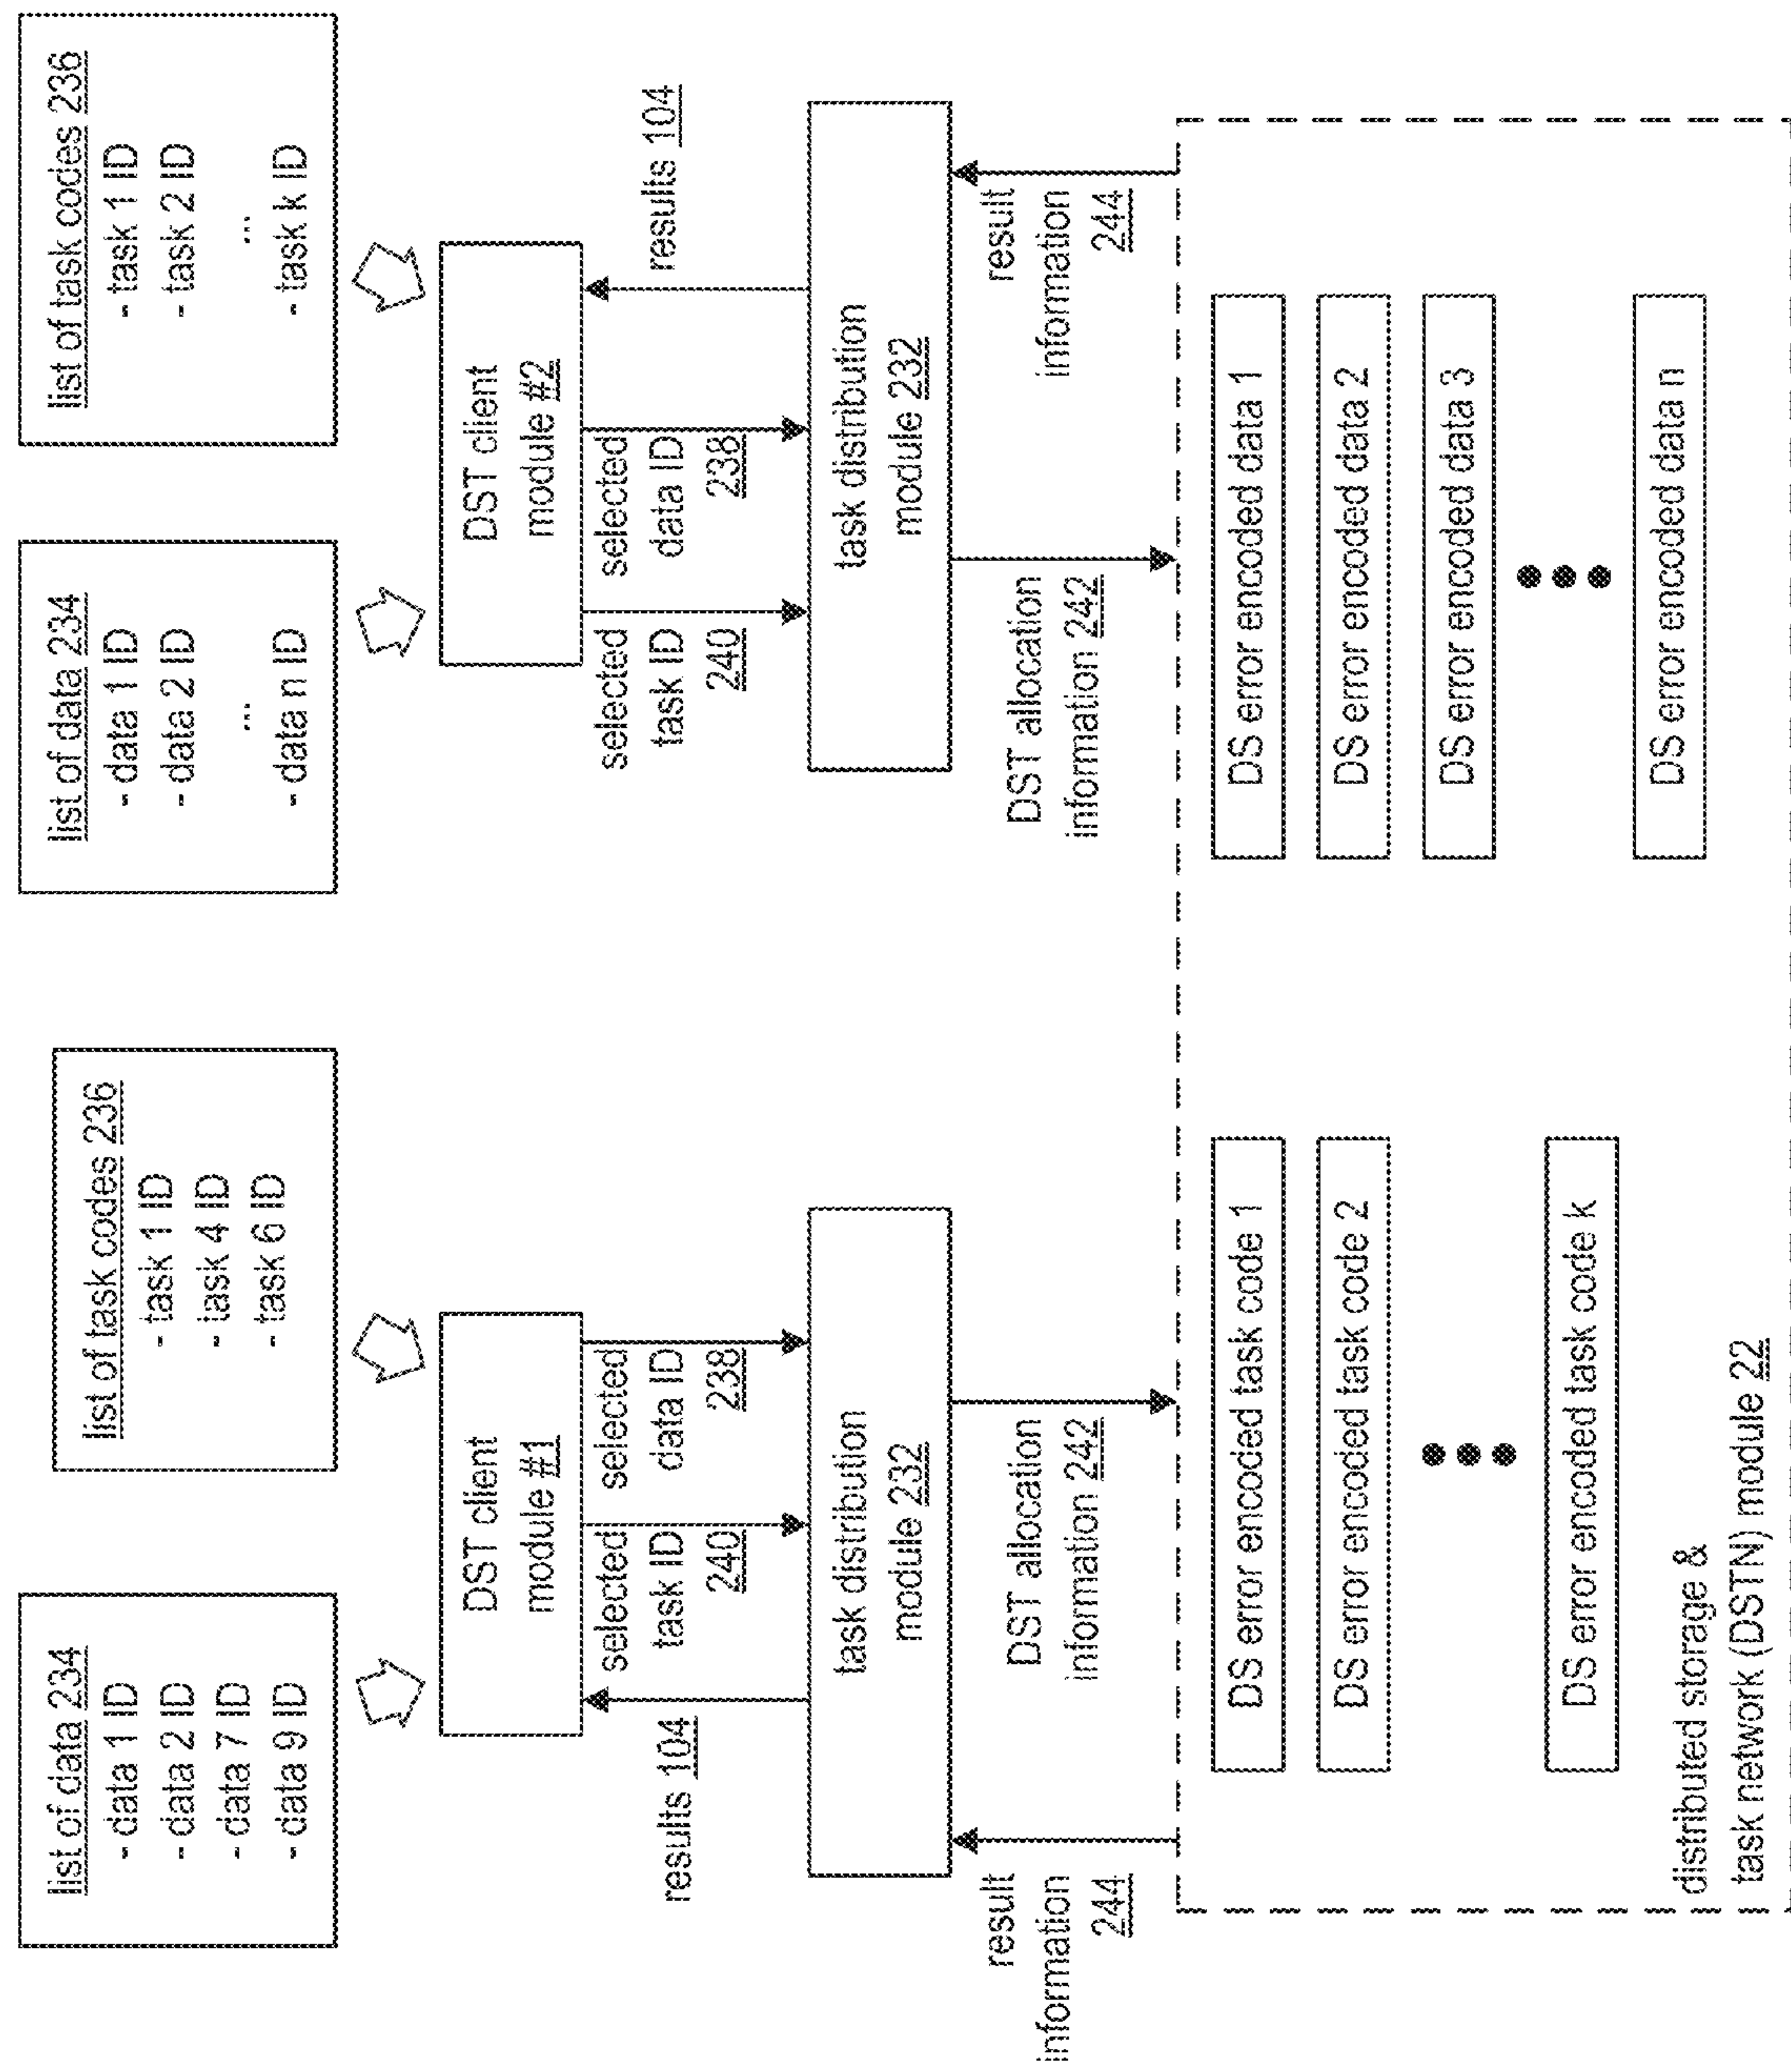 list of data 234
- data 1 ID
- data 2 ID
- data 7 ID
- data 9 ID
list of task codes 236
- task 1 ID
- task 4 ID
- task 6 ID
list of data 234
- data 1 ID
- data 2 ID
...
- data n ID
list of task codes 236
- task 1 ID
- task 2 ID
...
- task k ID
DST client
module #1
DST client
module #2
results 104
selected
task ID
240
selected
data ID
238
selected
task ID
240
selected
data ID
238
results 104
task distribution
module 232
task distribution
module 232
result
information
244
DST allocation
information 242
DST allocation
information 242
result
information
244
DS error encoded task code 1
DS error encoded task code 2
DS error encoded task code k
DS error encoded data 1
DS error encoded data 2
DS error encoded data 3
DS error encoded data n
distributed storage &
task network (DSTN) module 22